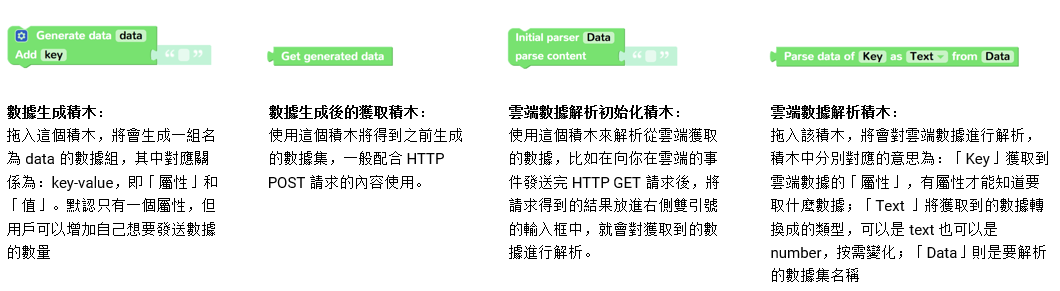 Generate data data
Add key “ ”
Get generated data
Initial parser Data
parse content “ ”
Parse data of Key as Text from Data
數據生成積木：
拖入這個積木，將會生成一組名
為 data 的數據組，其中對應關
係為：key-value，即「屬性」和
「值」。默認只有一個屬性，但
用戶可以增加自己想要發送數據
的數量
數據生成後的獲取積木：
使用這個積木將得到之前生成
的數據集，一般配合 HTTP
POST 請求的內容使用。
雲端數據解析初始化積木：
使用這個積木來解析從雲端獲取
的數據，比如在向你在雲端的事
件發送完 HTTP GET 請求後，將
請求得到的結果放進右側雙引號
的輸入框中，就會對獲取到的數
據進行解析。
雲端數據解析積木：
拖入該積木，將會對雲端數據進行解析，
積木中分別對應的意思為：「Key」獲取到
雲端數據的「屬性」，有屬性才能知道要
取什麼數據；「Text 」將獲取到的數據轉
換成的類型，可以是 text 也可以是
number，按需變化；「Data」則是要解析
的數據集名稱